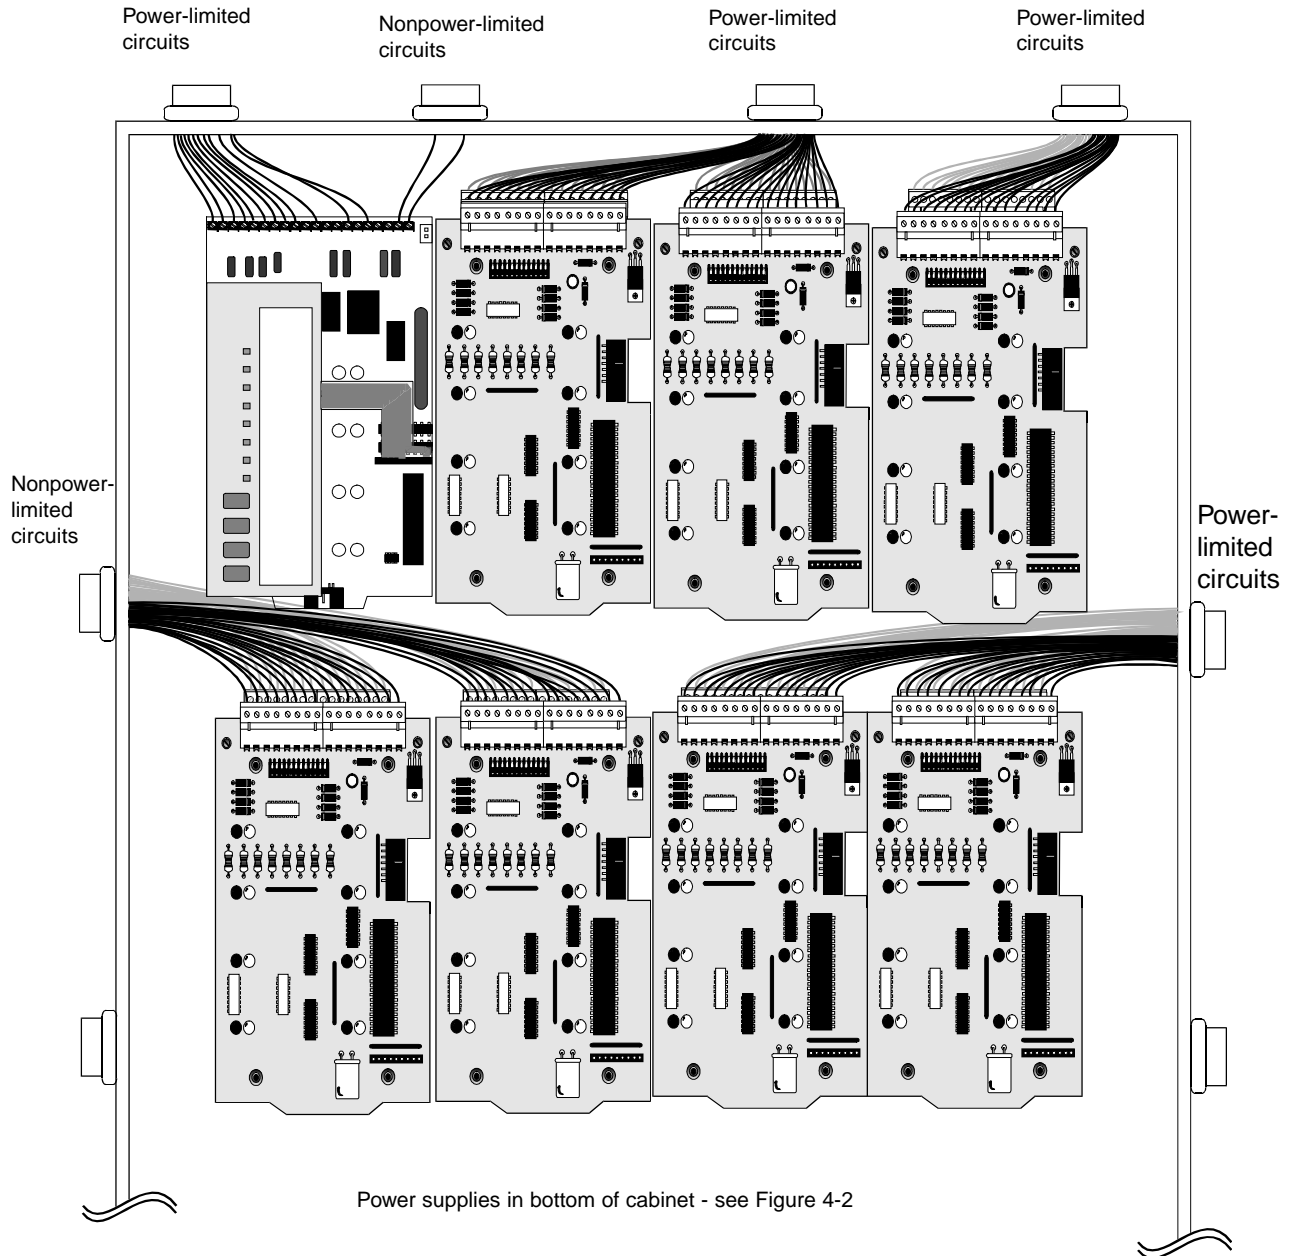 Power-limited
circuits
Nonpower-limited
circuits
Power-limited
circuits
Power-limited
circuits
Nonpower-
limited
circuits
Power-
limited
circuits
Power supplies in bottom of cabinet - see Figure 4-2